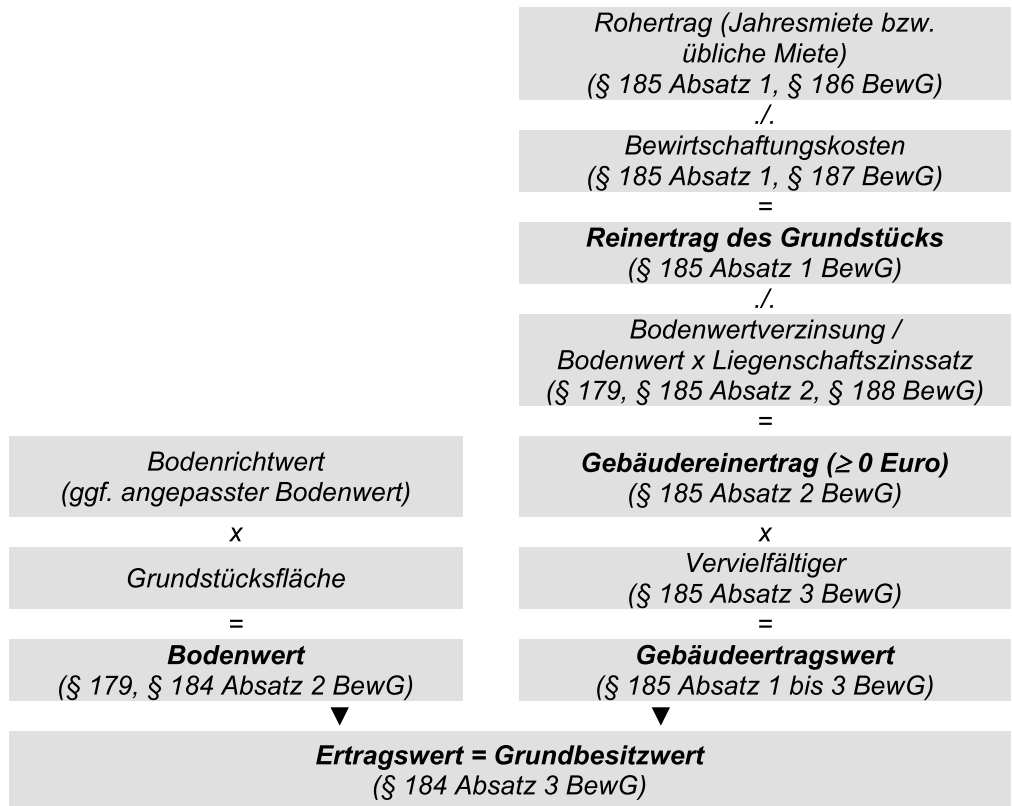 Rohertrag (Jahresmiete bzw.
übliche Miete)
(§ 185 Absatz 1, § 186 BewG)
./.
Bewirtschaftungskosten
(§ 185 Absatz 1, § 187 BewG)
=
Reinertrag des Grundstücks
(§ 185 Absatz 1 BewG)
./.
Bodenwertverzinsung /
Bodenwert x Liegenschaftszinssatz
(§ 179, § 185 Absatz 2, § 188 BewG)
=
Bodenrichtwert
(ggf. angepasster Bodenwert)
x
Grundstücksfläche
=
Bodenwert
(§ 179, § 184 Absatz 2 BewG)
▼
Gebäudereinertrag (≥ 0 Euro)
(§ 185 Absatz 2 BewG)
x
Vervielfältiger
(§ 185 Absatz 3 BewG)
=
Gebäudeertragswert
(§ 185 Absatz 1 bis 3 BewG)
▼
Ertragswert = Grundbesitzwert
(§ 184 Absatz 3 BewG)